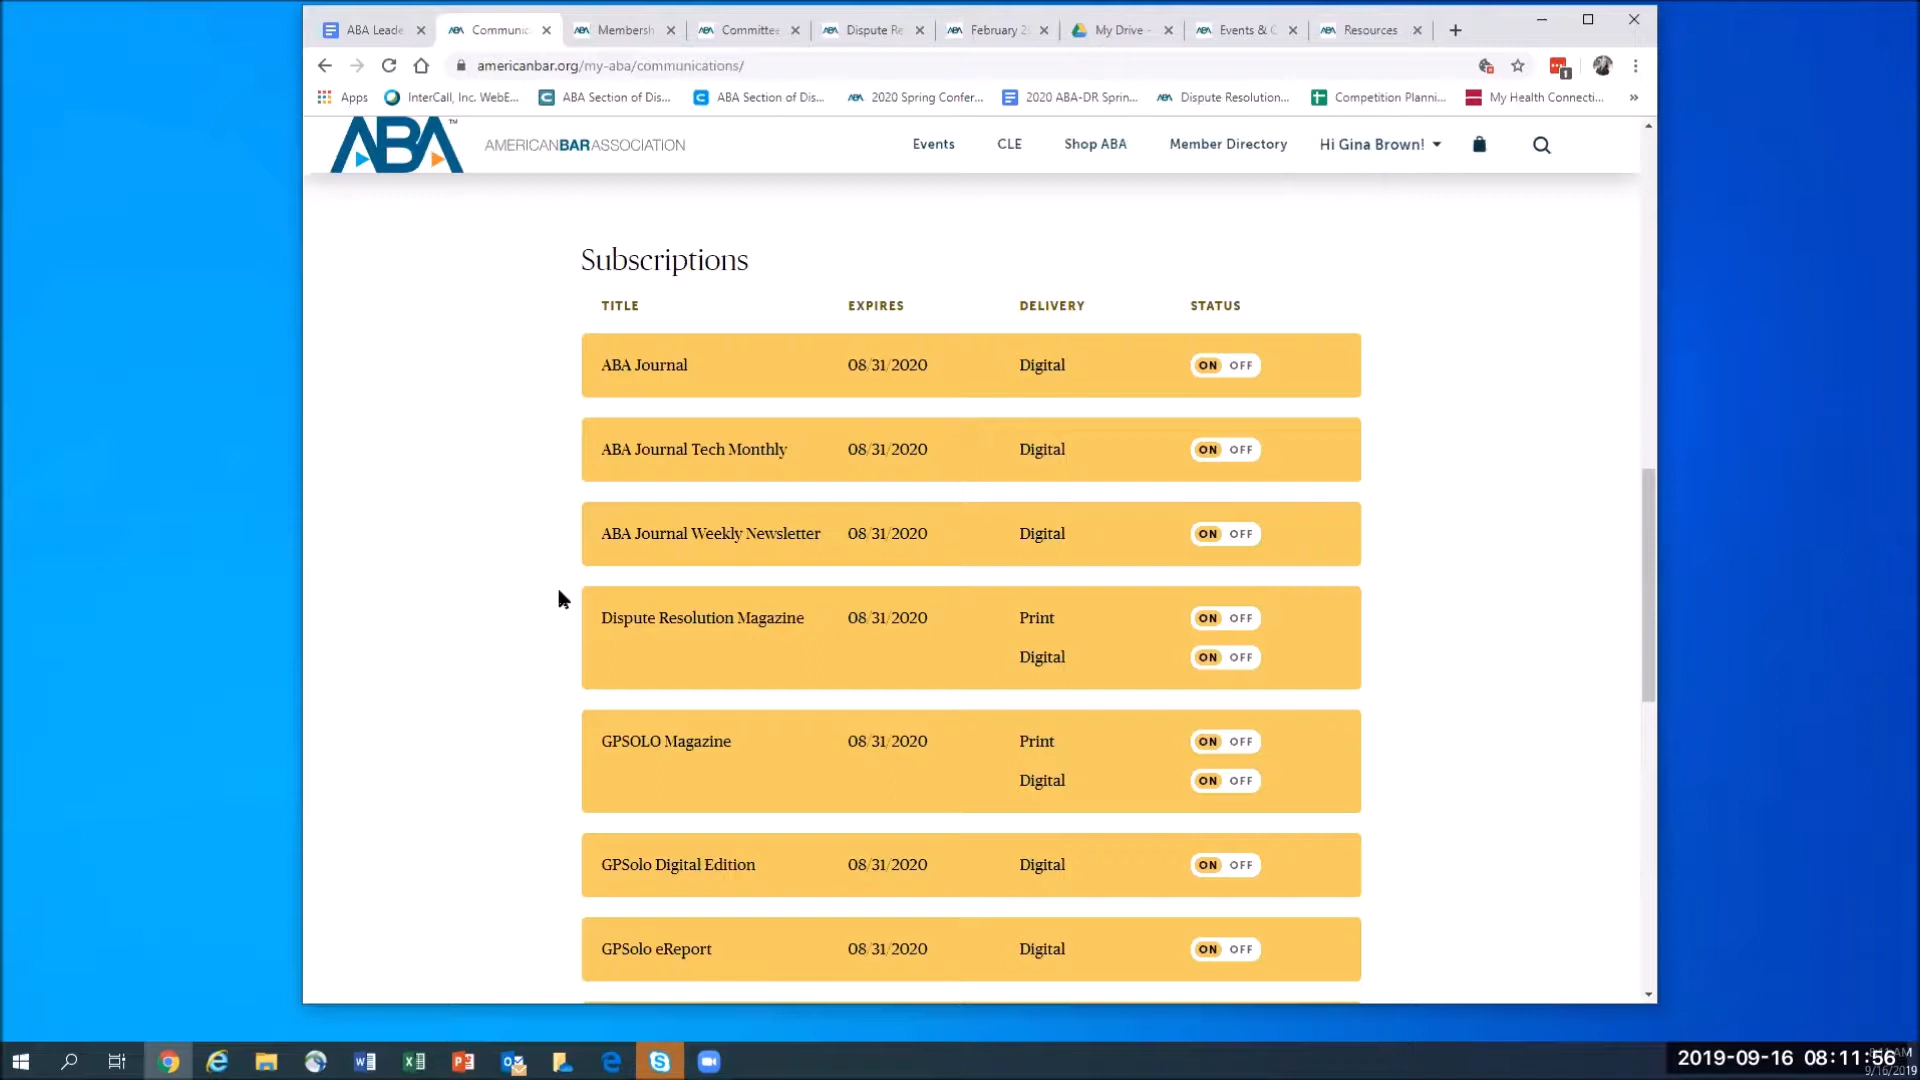 ABA Leade
Communic
Membersh
Committee
Dispute Re
February 2
My Drive -
Events & C
Resources
americanbar.org/my-aba/communications/
Apps
InterCall, Inc. WebE...
ABA Section of Dis...
ABA Section of Dis...
2020 Spring Confer...
2020 ABA-DR Sprin...
Dispute Resolution...
Competition Planni...
My Health Connecti...
»
ABA™
AMERICANBARASSOCIATION
Events
CLE
Shop ABA
Member Directory
Hi Gina Brown!
Subscriptions
TITLE EXPIRES DELIVERY STATUS
ABA Journal 08/31/2020 Digital ON OFF
ABA Journal Tech Monthly 08/31/2020 Digital ON OFF
ABA Journal Weekly Newsletter 08/31/2020 Digital ON OFF
Dispute Resolution Magazine 08/31/2020 Print ON OFF
Digital ON OFF
GPSOLO Magazine 08/31/2020 Print ON OFF
Digital ON OFF
GPSolo Digital Edition 08/31/2020 Digital ON OFF
GPSolo eReport 08/31/2020 Digital ON OFF
2019-09-16 08:11:56
9/16/2019